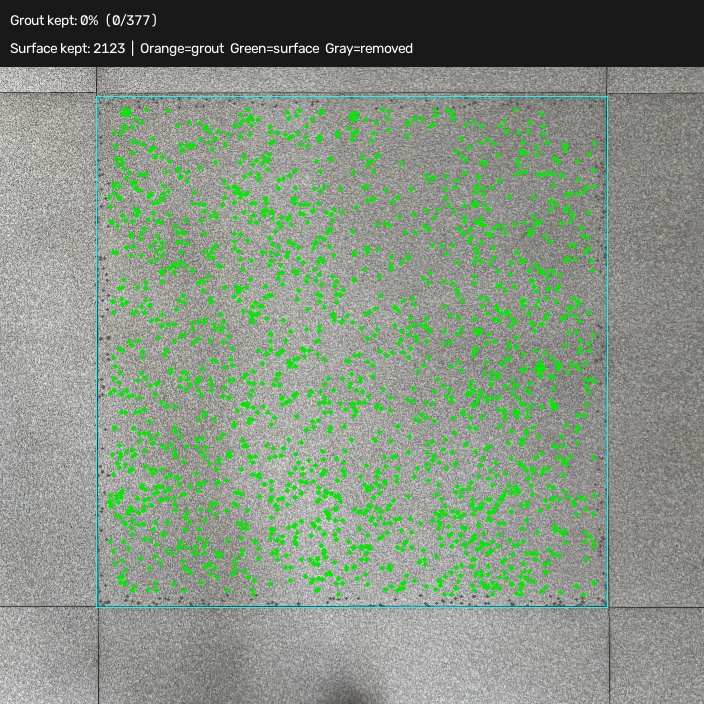 Grout kept: 0% (0/377)
Surface kept: 2123 | Orange=grout Green=surface Gray=removed